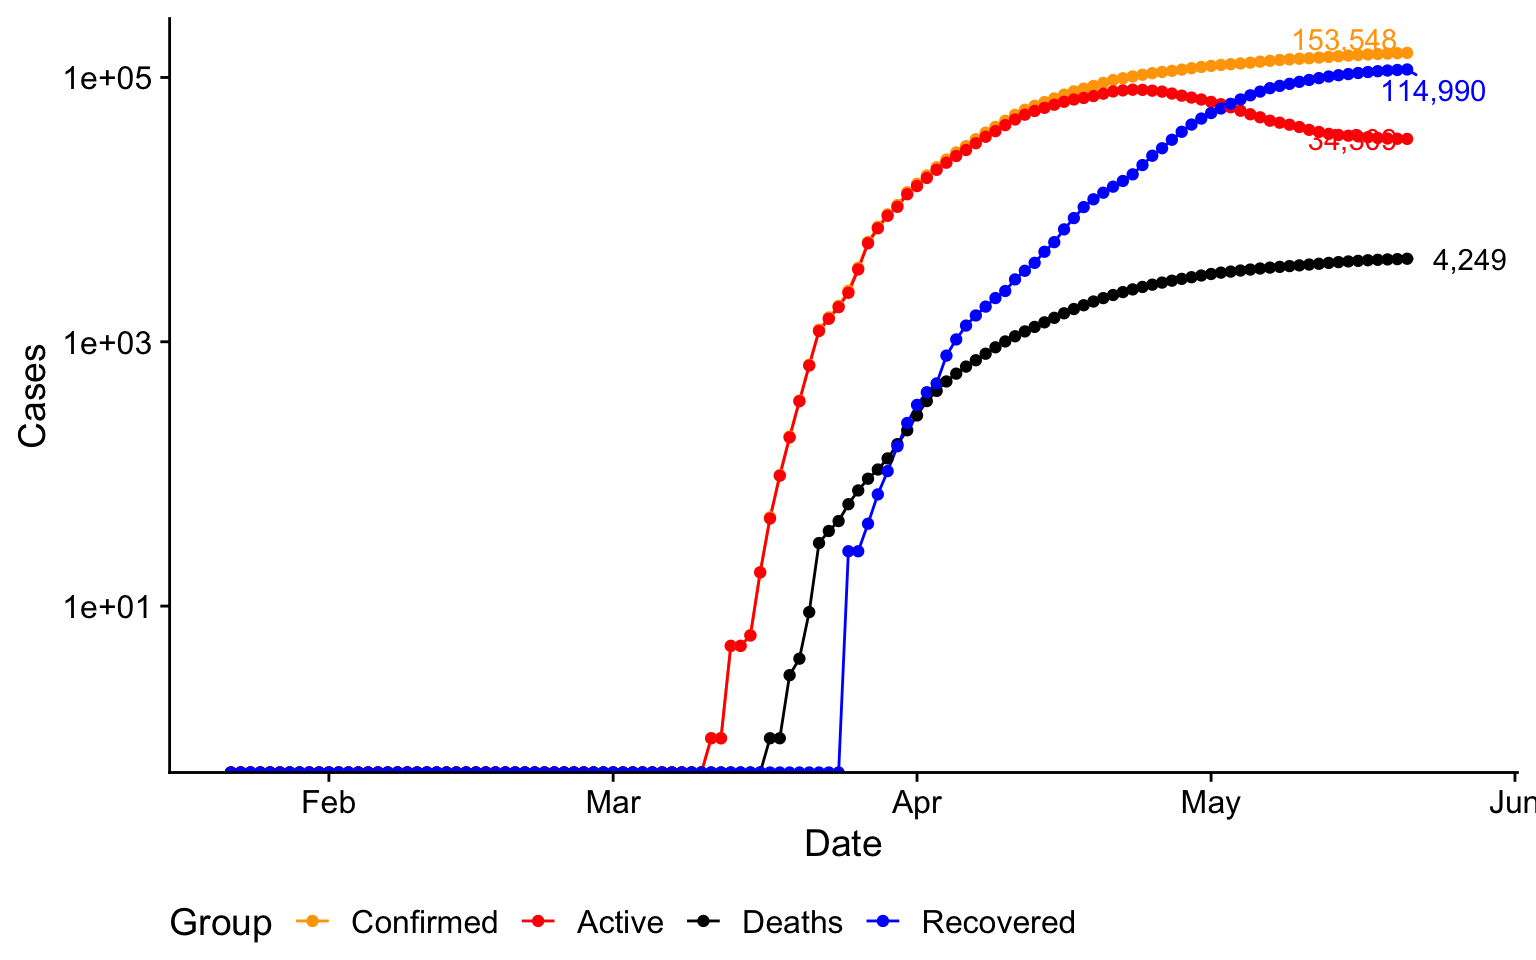 153,548
1e+05
114,990
4,249
1e+03
1e+01
Cases
Feb Mar Apr May Jun
Date
Group Confirmed Active Deaths Recovered